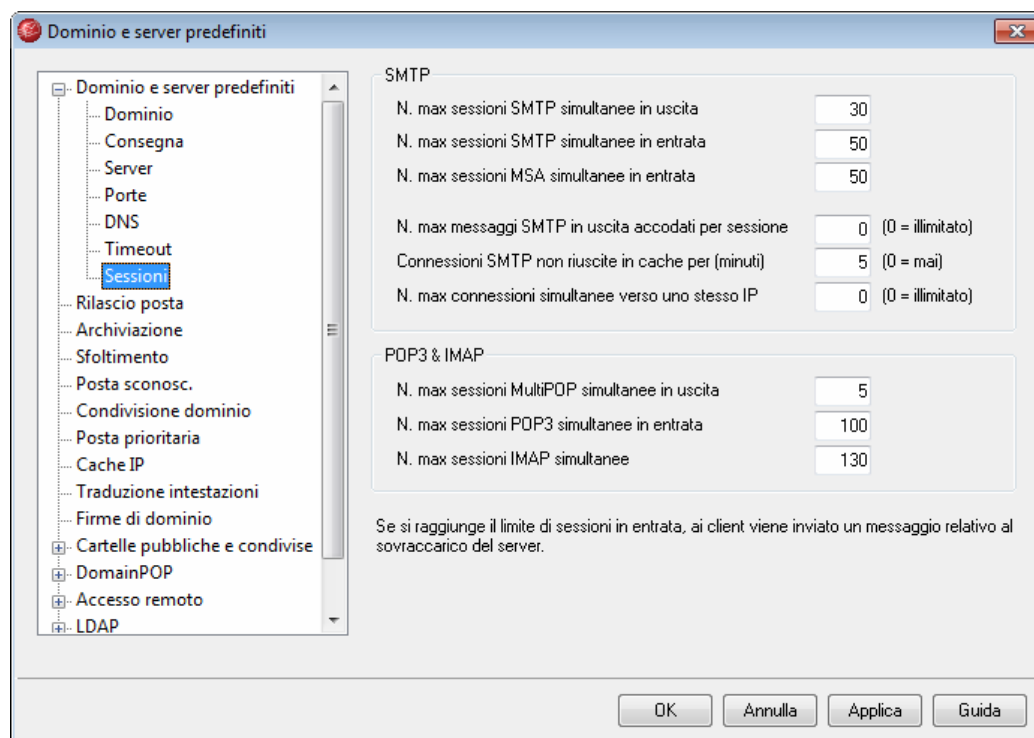 Dominio e server predefiniti
Dominio e server predefiniti
Dominio
Consegna
Server
Porte
DNS
Timeout
Sessioni
Rilascio posta
Archiviazione
Sfoltimento
Posta sconosc.
Condivisione dominio
Posta prioritaria
Cache IP
Traduzione intestazioni
Firme di dominio
Cartelle pubbliche e condivise
DomainPOP
Accesso remoto
LDAP
SMTP
N. max sessioni SMTP simultanee in uscita 30
N. max sessioni SMTP simultanee in entrata 50
N. max sessioni MSA simultanee in entrata 50
N. max messaggi SMTP in uscita accodati per sessione 0 (0 = illimitato)
Connessioni SMTP non riuscite in cache per (minuti) 5 (0 = mai)
N. max connessioni simultanee verso uno stesso IP 0 (0 = illimitato)
POP3 & IMAP
N. max sessioni MultiPOP simultanee in uscita 5
N. max sessioni POP3 simultanee in entrata 100
N. max sessioni IMAP simultanee 130
Se si raggiunge il limite di sessioni in entrata, ai client viene inviato un messaggio relativo al
sovraccarico del server.
OK Annulla Applica Guida